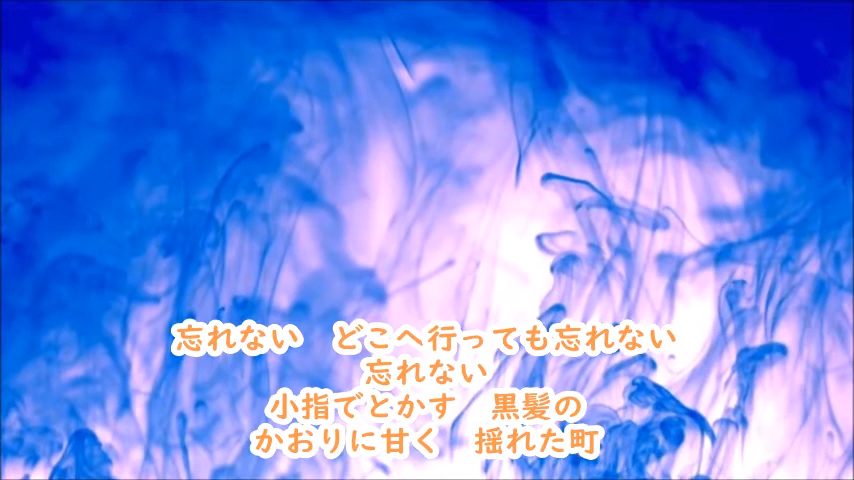 忘れない　どこへ行っても忘れない
忘れない
小指でとかす　黒髪の
かおりに甘く　揺れた町